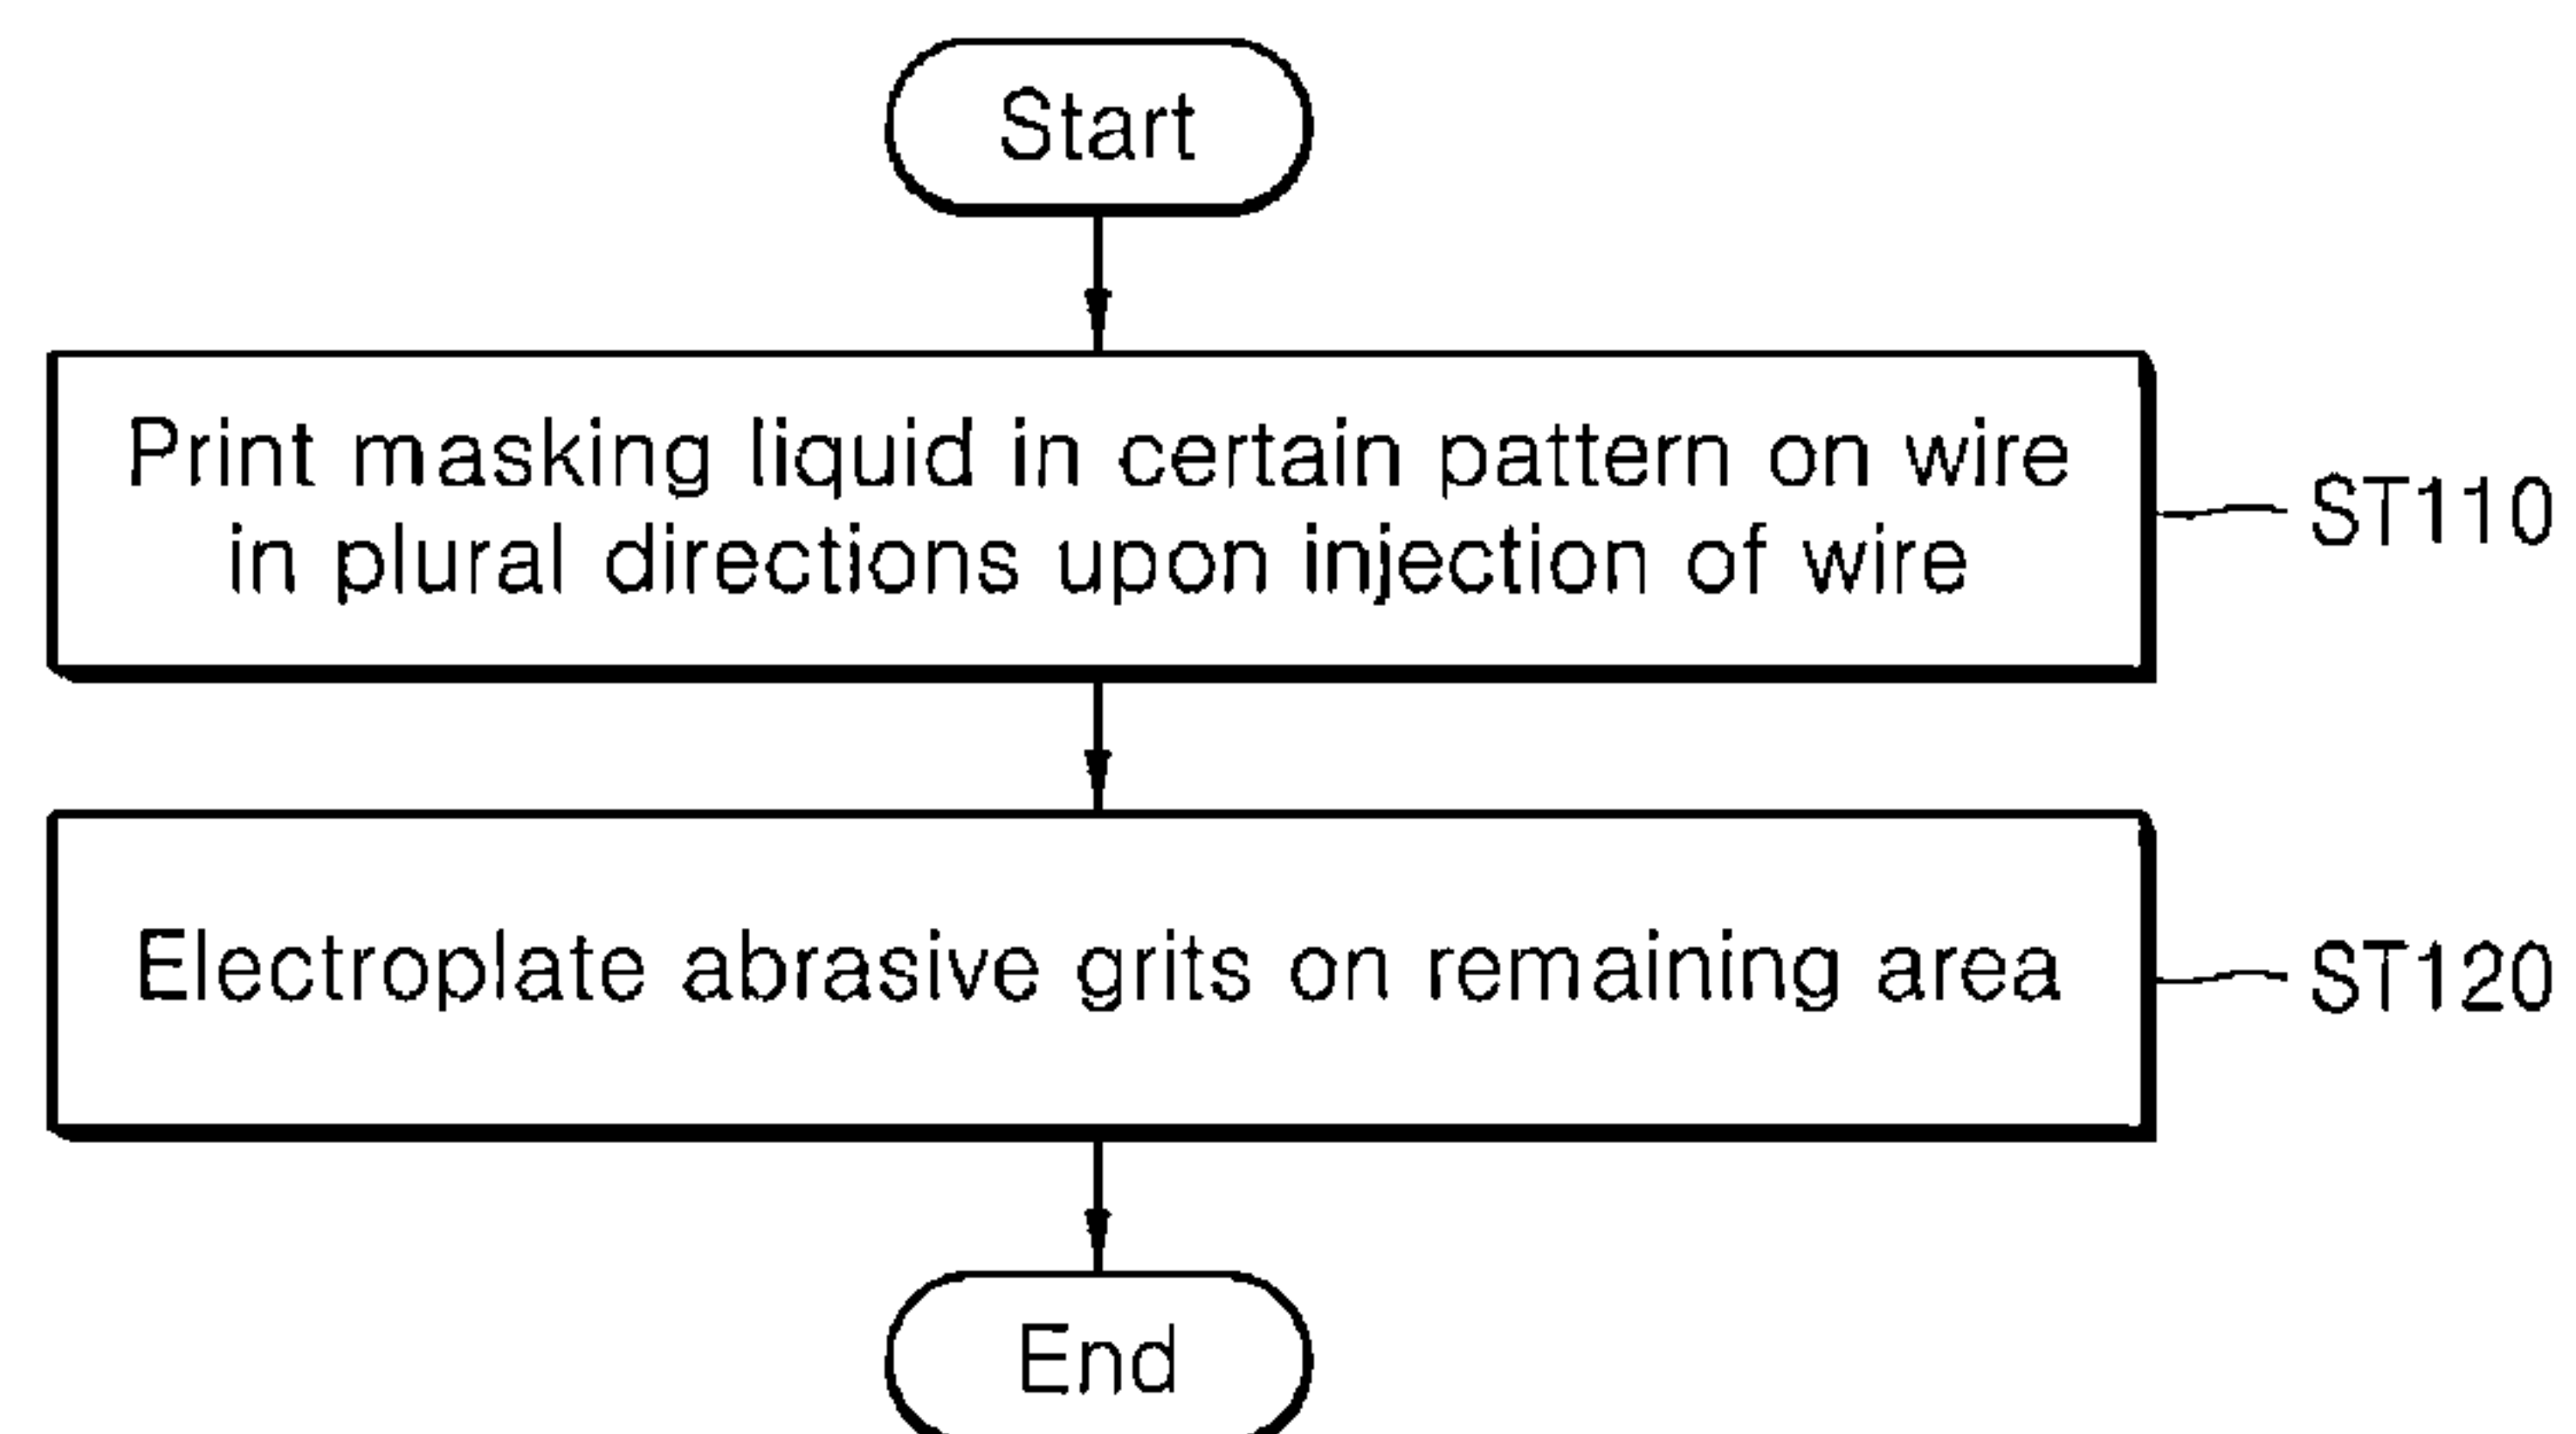 Start
Print masking liquid in certain pattern on wire
in plural directions upon injection of wire
ST110
Electroplate abrasive grits on remaining area
ST120
End